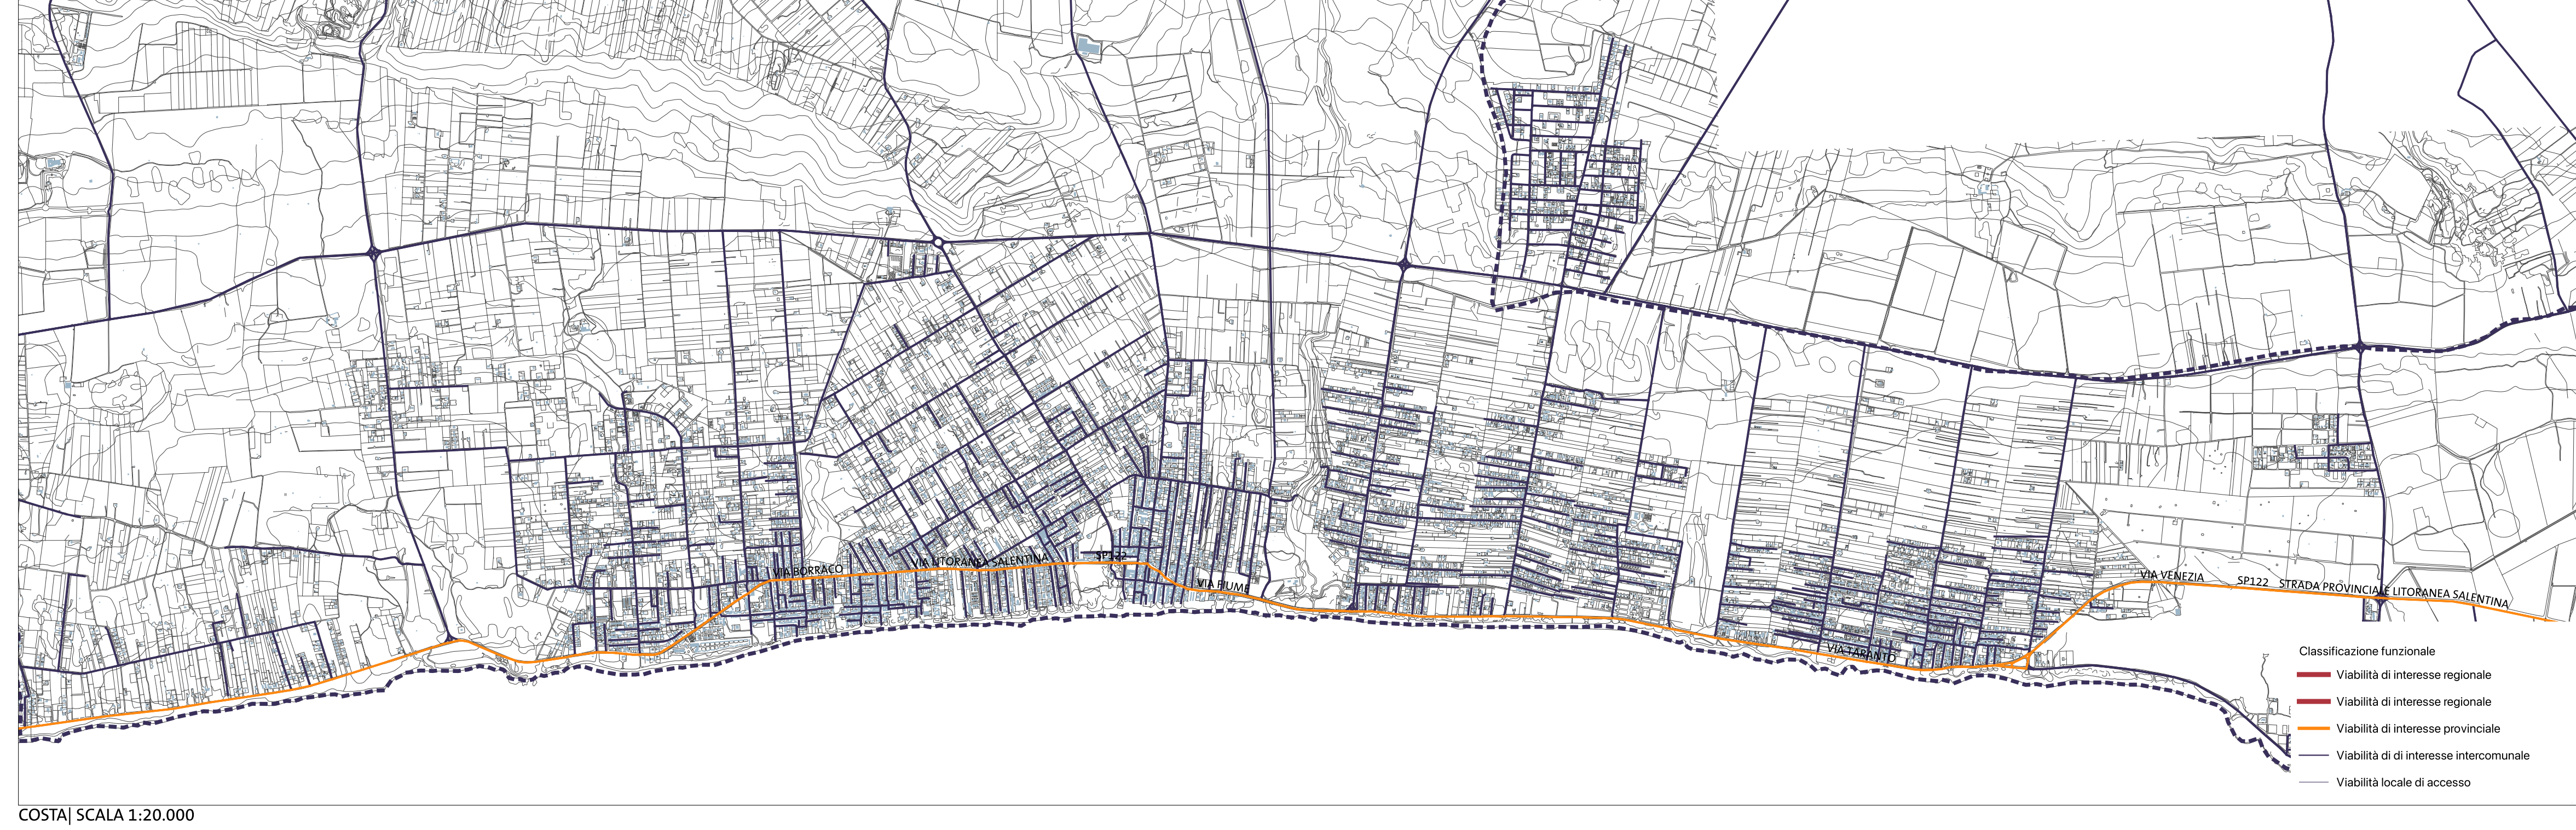 VIA BORRACO
VIA LITORANEA SALENTINA
SP122
VIA FIUME
VIA TARANTO
VIA VENEZIA
SP122
STRADA PROVINCIALE LITORANEA SALENTINA
Classificazione funzionale
Viabilità di interesse regionale
Viabilità di interesse regionale
Viabilità di interesse provinciale
Viabilità di di interesse intercomunale
Viabilità locale di accesso
COSTA| SCALA 1:20.000